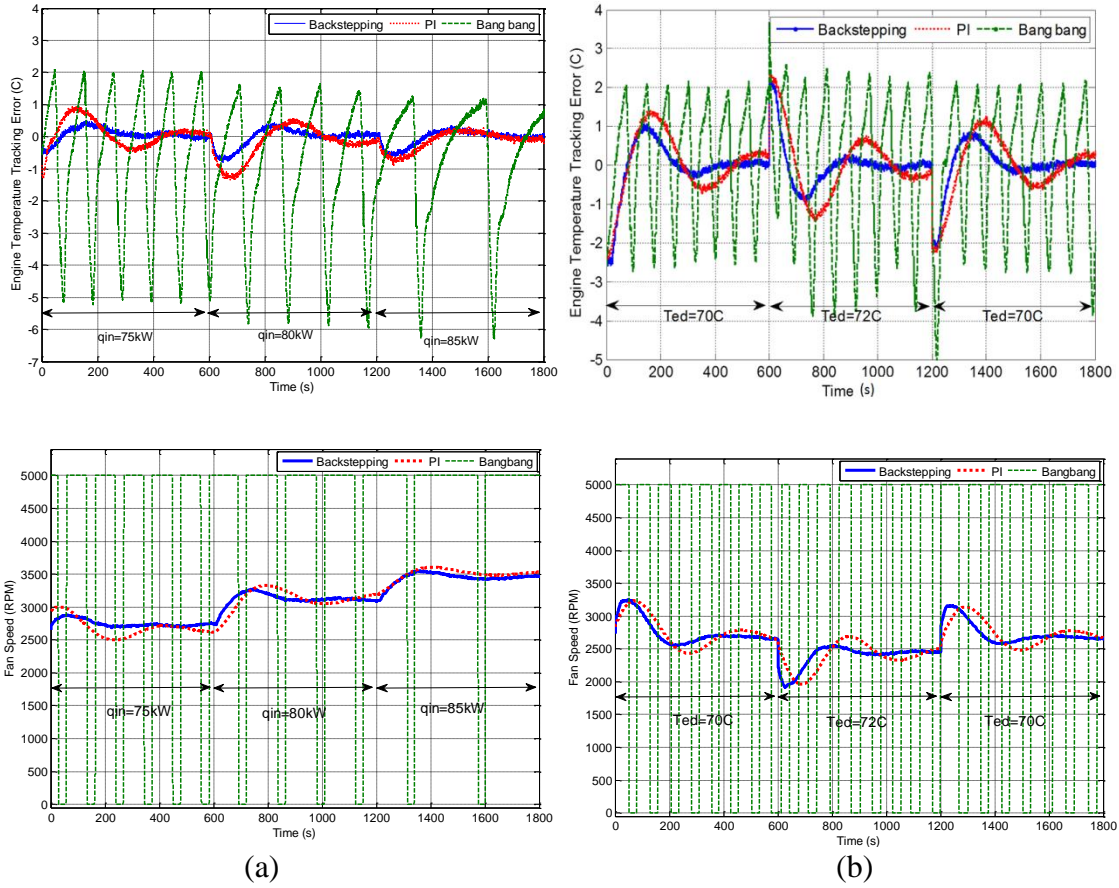 Backstepping PI Bang bang
Engine Temperature Tracking Error (C)
4
3
2
1
0
-1
-2
-3
-4
-5
-6
-7
qin=75kW
qin=80kW
qin=85kW
0 200 400 600 800 1000 1200 1400 1600 1800
Time (s)
Backstepping PI Bang bang
Engine Temperature Tracking Error (C)
4
3
2
1
0
-1
-2
-3
-4
-5
Ted=70C
Ted=72C
Ted=70C
0 200 400 600 800 1000 1200 1400 1600 1800
Time (s)
Backstepping PI Bangbang
Fan Speed (RPM)
5000
4500
4000
3500
3000
2500
2000
1500
1000
500
0
qin=75kW
qin=80kW
qin=85kW
0 200 400 600 800 1000 1200 1400 1600 1800
Time (s)
(a)
Backstepping PI Bangbang
Fan Speed (RPM)
5000
4500
4000
3500
3000
2500
2000
1500
1000
500
0
Ted=70C
Ted=72C
Ted=70C
0 200 400 600 800 1000 1200 1400 1600 1800
Time (s)
(b)